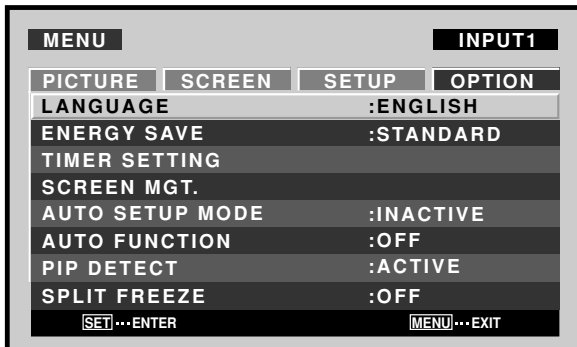 MENU INPUT1
PICTURE SCREEN SETUP OPTION
LANGUAGE :ENGLISH
ENERGY SAVE :STANDARD
TIMER SETTING
SCREEN MGT.
AUTO SETUP MODE :INACTIVE
AUTO FUNCTION :OFF
PIP DETECT :ACTIVE
SPLIT FREEZE :OFF
SET···ENTER MENU···EXIT